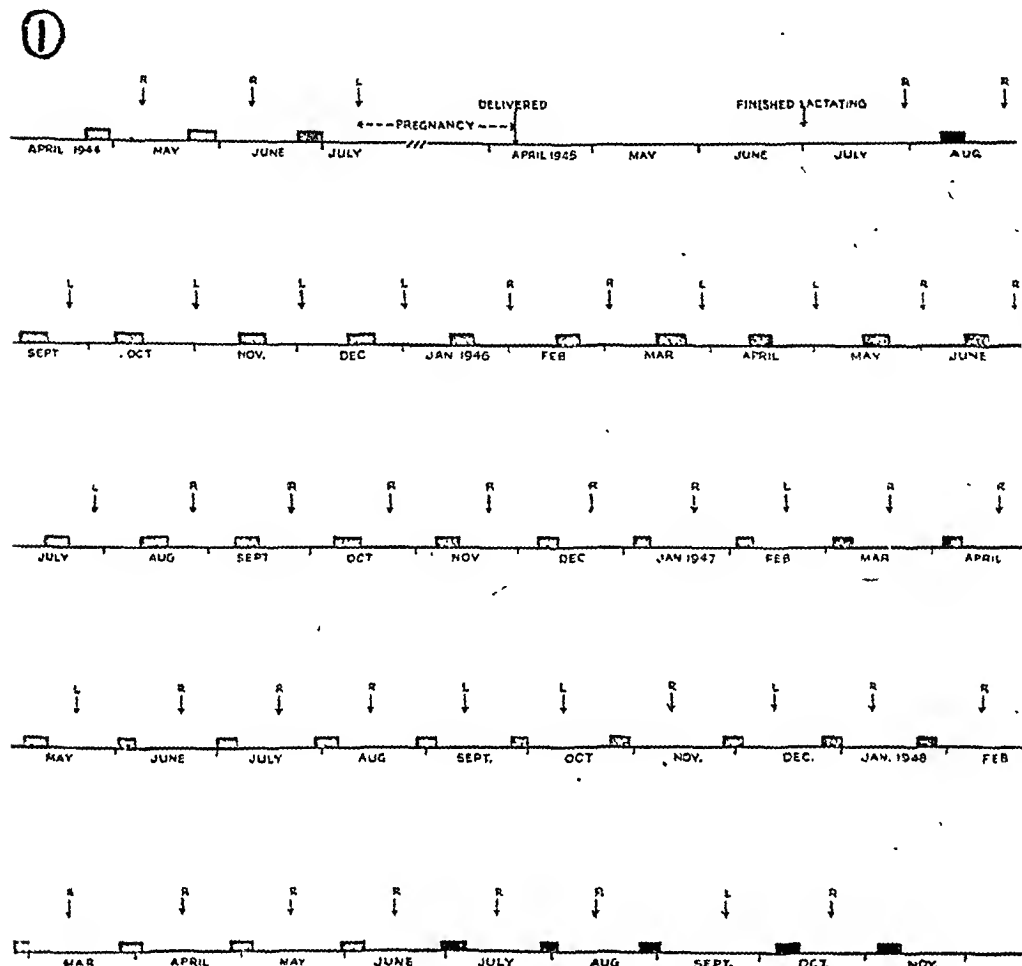 1
R R L R R
DELIVERED FINISHED LACTATING
PREGNANCY
APRIL 1944 MAY JUNE JULY APRIL 1945 MAY JUNE JULY AUG
L L L L R R L L R R
SEPT OCT NOV. DEC JAN 1946 FEB MAR APRIL MAY JUNE
L R R R R R R L R R
JULY AUG SEPT OCT NOV DEC JAN 1947 FEB MAR APRIL
L R R R L L R L R R
MAY JUNE JULY AUG SEPT. OCT NOV. DEC. JAN. 1948 FEB
R R R R R L R
MAR APRIL MAY JUNE JULY AUG SEPT. OCT. NOV